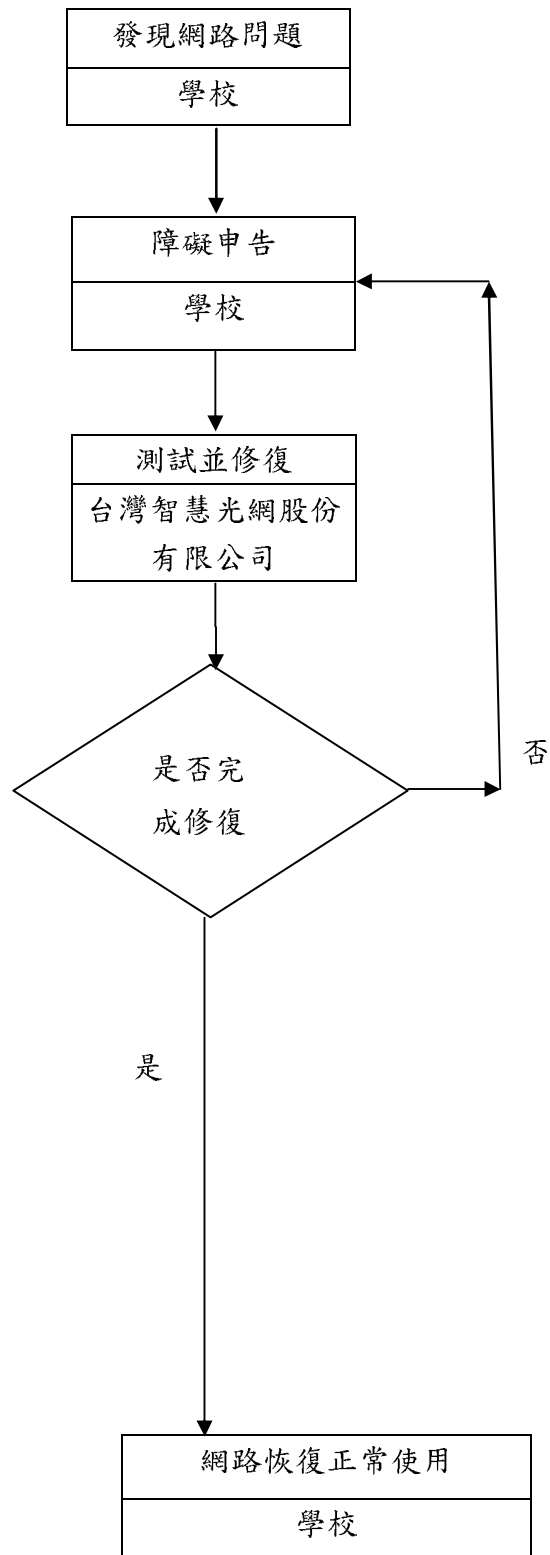 發現網路問題
學校
障礙申告
學校
測試並修復
台灣智慧光網股份
有限公司
是否完
成修復
否
是
網路恢復正常使用
學校